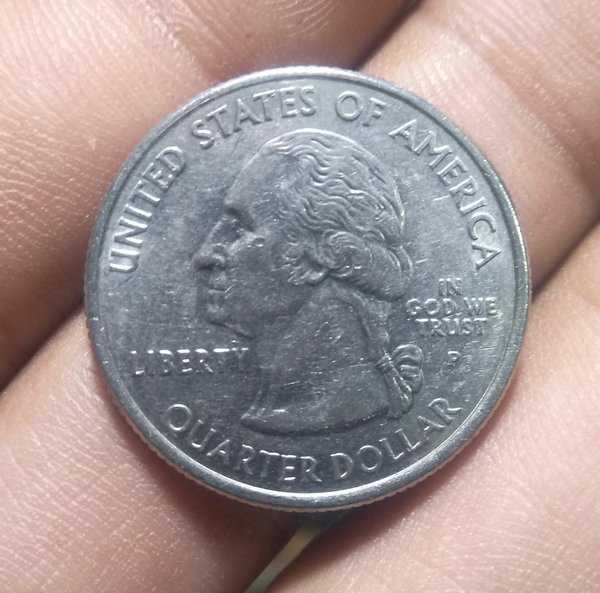 UNITED STATES OF AMERICA
LIBERTY
IN
GOD WE
TRUST
P
QUARTER DOLLAR